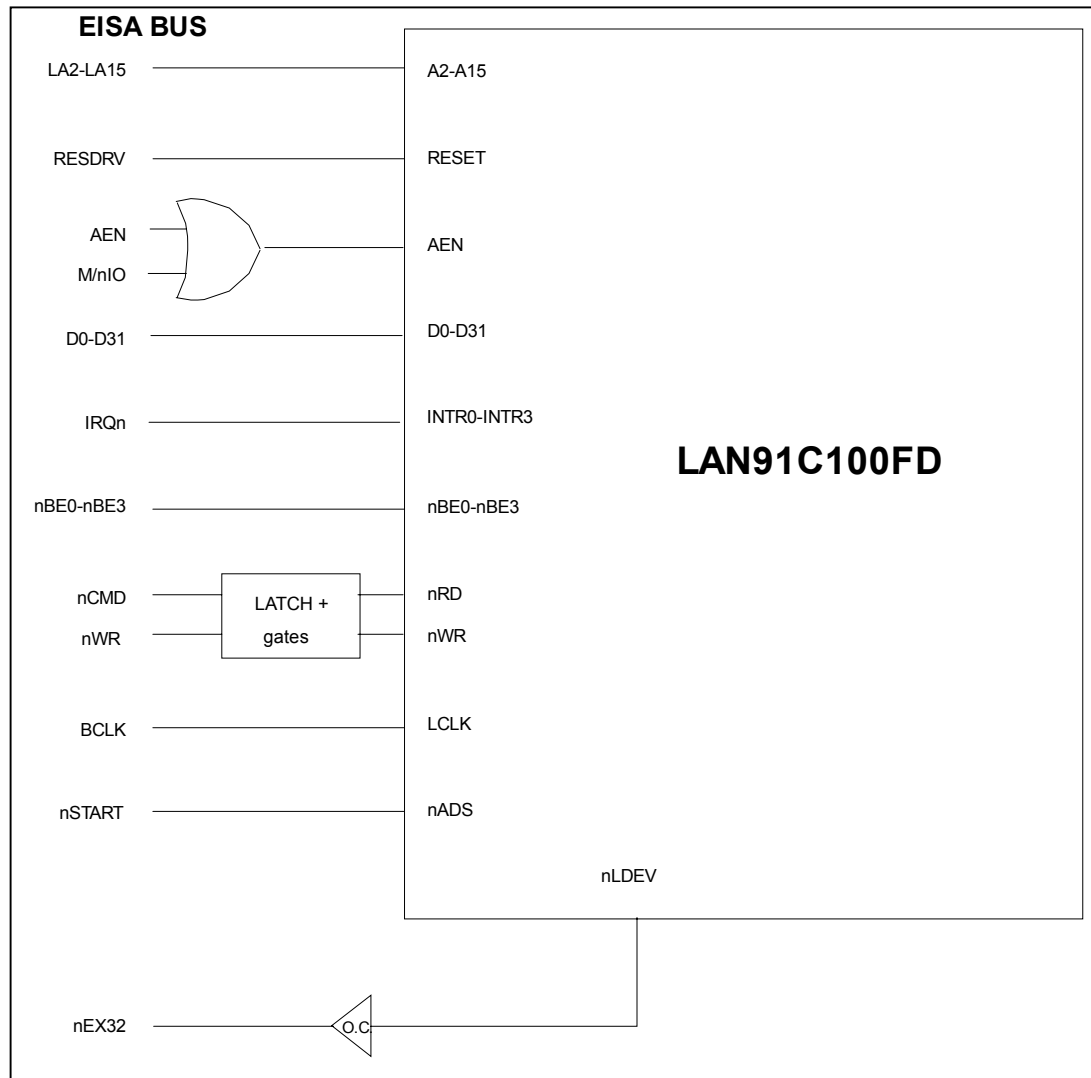 EISA BUS
LA2-LA15 A2-A15
RESDRV RESET
AEN
AEN
M/nIO
D0-D31 D0-D31
IRQn INTR0-INTR3
LAN91C100FD
nBE0-nBE3 nBE0-nBE3
nCMD LATCH + nRD
nWR gates nWR
BCLK LCLK
nSTART nADS
nLDEV
nEX32 O.C.